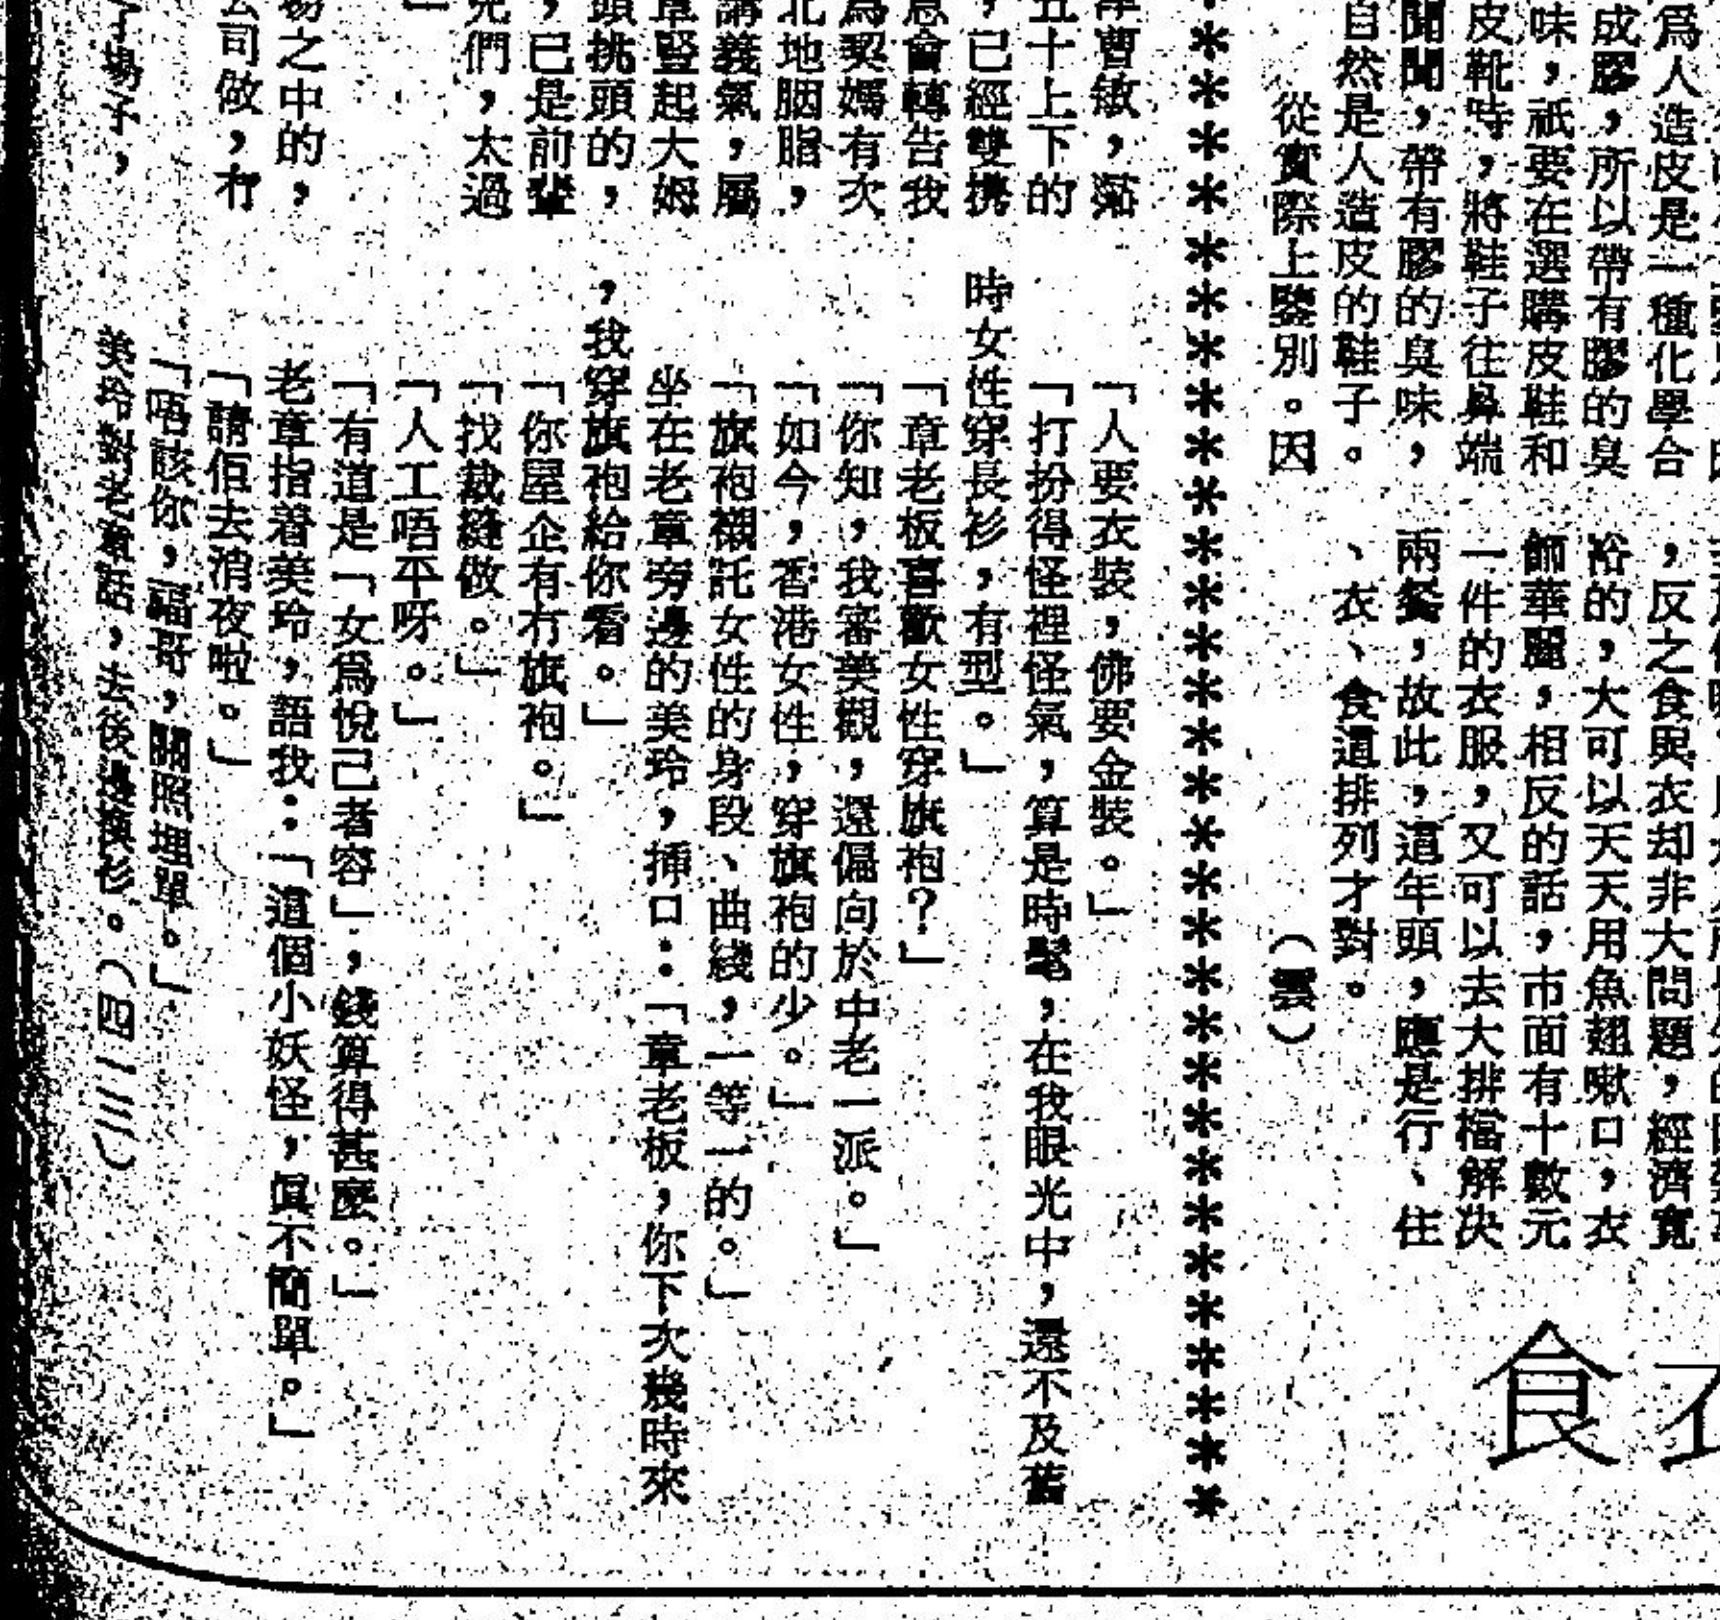 爲人造皮是一種化學合
成膠，所以帶有膠的臭
味，祇要在選購皮鞋和
皮靴時，將鞋子往鼻端
聞聞，帶有膠的臭味，
自然是人造皮的鞋子。
從實際上鑒別。因
，反之食與衣却非大問題，經濟寬
裕的，大可以天天用魚翅嗽口，衣
飾華麗，相反的話，市面有十數元
一件的衣服，又可以去大排檔解决
兩餐，故此，這年頭，應是行、住
、衣、食這排列才對。
（雲）
食
＊＊＊＊＊＊＊＊＊＊＊＊＊＊＊＊＊＊＊＊＊＊＊＊＊＊＊＊＊＊
曹敏，
五十上下的
，已經雙携
會轉告我
爲契媽有次
北地胭脂，
講義氣，屬
章豎起大姆
頭挑頭的，
，已是前輩
兄們，太過
」
之中的，
公司做，冇
子場子，
「人要衣裝，佛要金裝。」
「打扮得怪裡怪氣，算是時髦，在我眼光中，還不及舊
時女性穿長衫，有型。」
「章老板喜歡女性穿旗袍？」
「你知，我審美觀，還偏向於中老一派。」
「如今，香港女性，穿旗袍的少。」
「旗袍襯託女性的身段、曲綫，一等一的。」
坐在老章旁邊的美玲，揷口：「章老板，你下次幾時來
，我穿旗袍給你看。」
「你屋企有冇旗袍。」
「找裁縫做。」
「人工唔平呀。」
「有道是「女爲悅己者容」，錢算得甚麽。」
老章指着美玲，語我：「這個小妖怪，眞不簡單。」
「請佢去消夜啦。」
「唔該你，福哥，關照埋單。」
美玲對老章話，去後邊換衫。（四一三三）